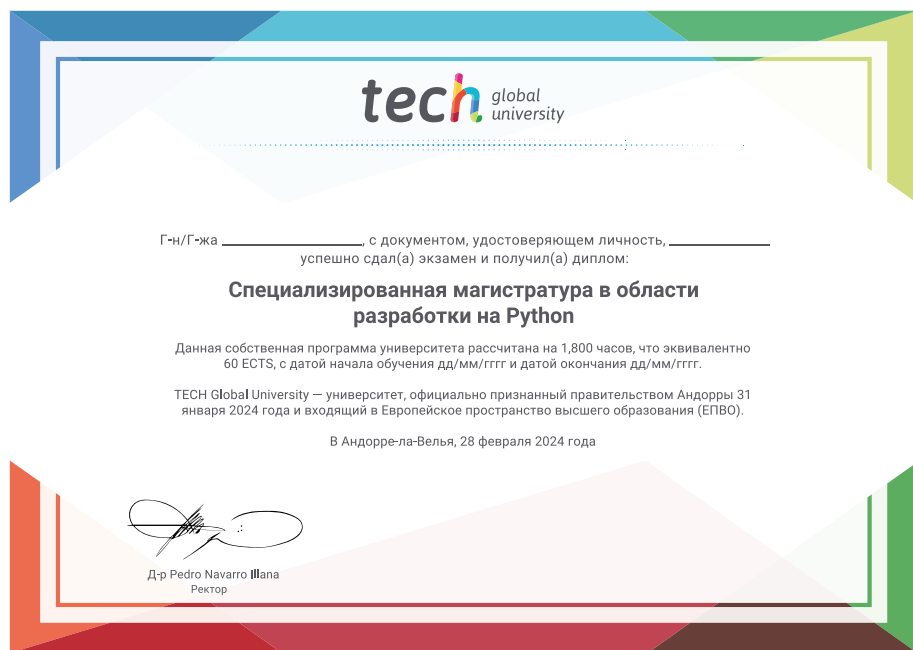 tech global
university
Г-н/Г-жа ____________________, с документом, удостоверяющем личность, ______________
успешно сдал(а) экзамен и получил(а) диплом:
Специализированная магистратура в области
разработки на Python
Данная собственная программа университета рассчитана на 1,800 часов, что эквивалентно
60 ECTS, с датой начала обучения дд/мм/гггг и датой окончания дд/мм/гггг.
TECH Global University — университет, официально признанный правительством Андорры 31
января 2024 года и входящий в Европейское пространство высшего образования (ЕПВО).
В Андорре-ла-Велья, 28 февраля 2024 года
Д-р Pedro Navarro Illana
Ректор